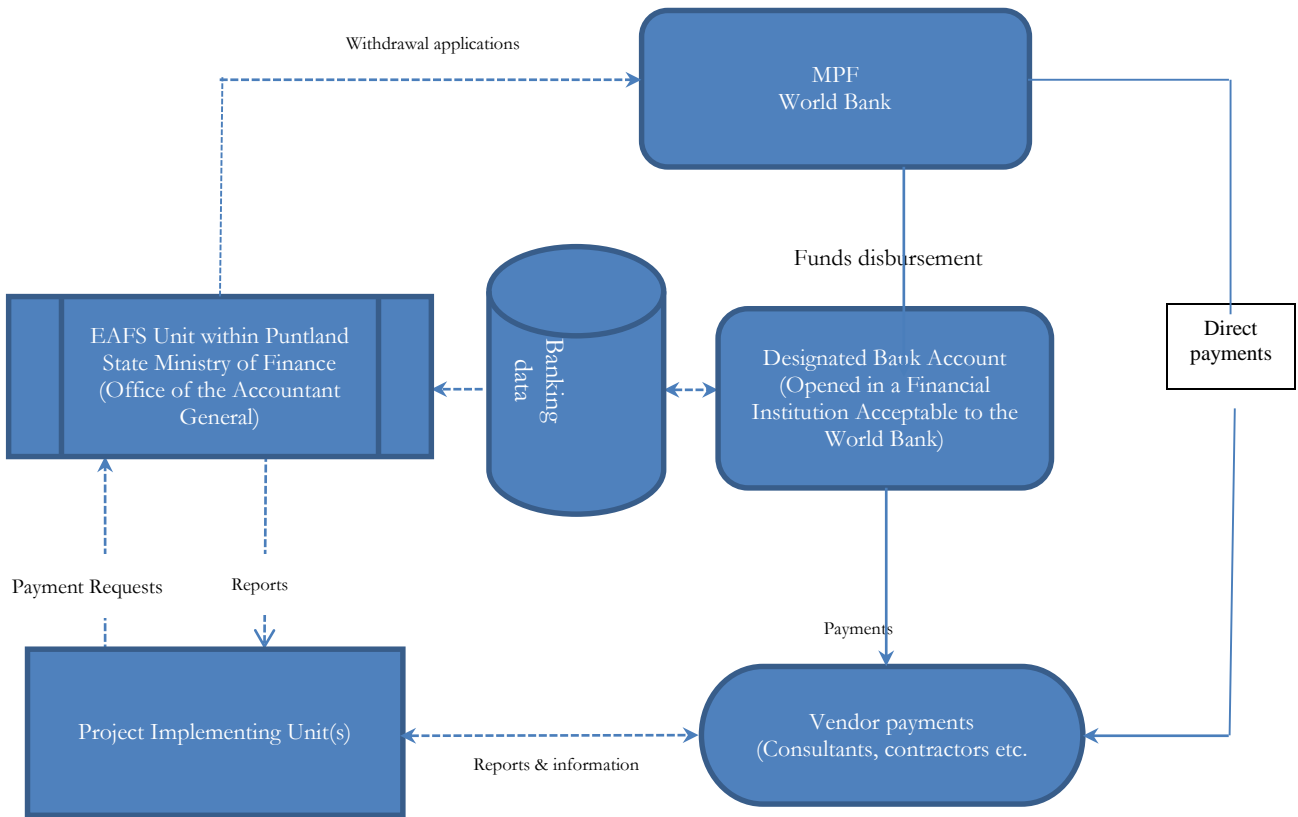 Withdrawal applications
MPF
World Bank
Funds disbursement
EAFS Unit within Puntland
State Ministry of Finance
(Office of the Accountant
General)
Banking
data
Designated Bank Account
(Opened in a Financial
Institution Acceptable to the
World Bank)
Direct
payments
Payment Requests
Reports
Payments
Project Implementing Unit(s)
Vendor payments
(Consultants, contractors etc.
Reports & information